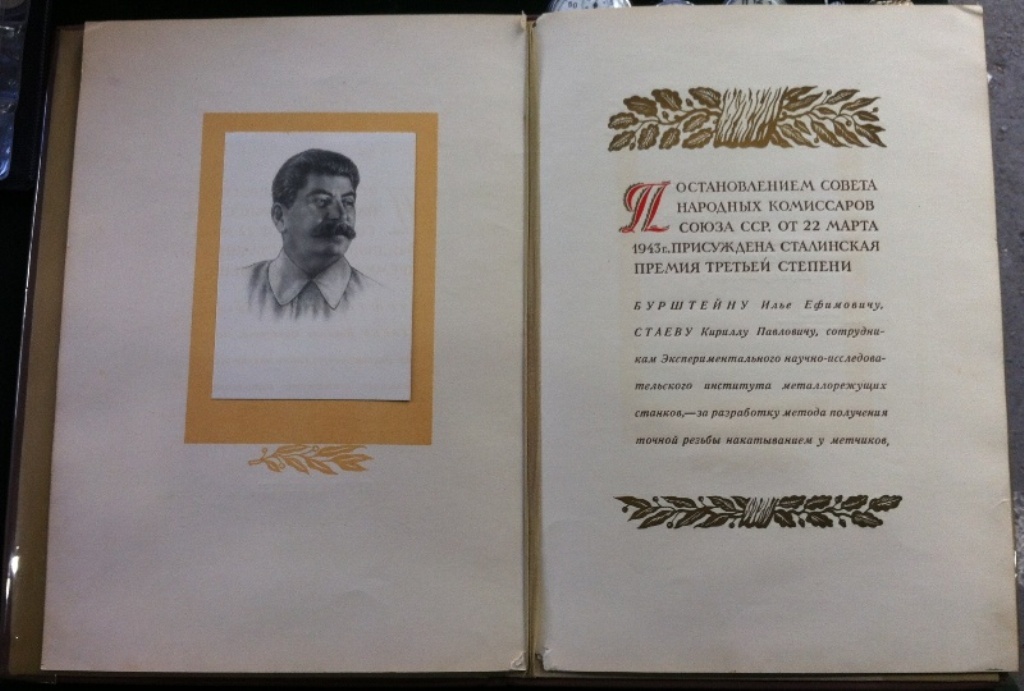 ПОСТАНОВЛЕНИЕМ СОВЕТА
НАРОДНЫХ КОМИССАРОВ
СОЮЗА ССР. ОТ 22 МАРТА
1943 г. ПРИСУЖДЕНА СТАЛИНСКАЯ
ПРЕМИЯ ТРЕТЬЕЙ СТЕПЕНИ
БУРШТЕЙНУ Илье Ефимовичу,
СТАЕВУ Кириллу Павловичу, сотрудни-
кам Экспериментального научно-исследова-
тельского института металлорежущих
станков,—за разработку метода получения
точной резьбы накатыванием у метчиков,